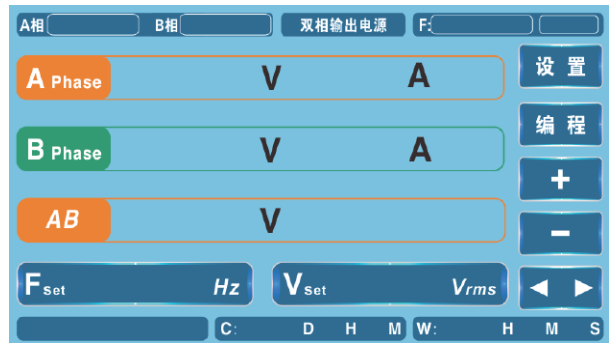 A相 B相 双相输出电源 F:
A Phase V A 设置
B Phase V A 编程
+
AB V −
Fset Hz Vset Vrms ◀ ▶
C: D H M W: H M S